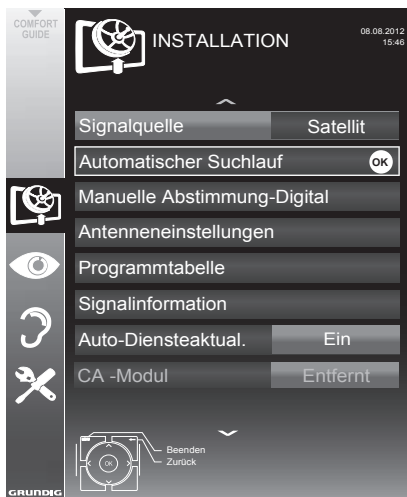 COMFORT
GUIDE
INSTALLATION
08.08.2012
15:46
Signalquelle Satellit
Automatischer Suchlauf OK
Manuelle Abstimmung-Digital
Antenneneinstellungen
Programmtabelle
Signalinformation
Auto-Diensteaktual. Ein
CA -Modul Entfernt
Beenden
OK Zurück
GRUNDIG